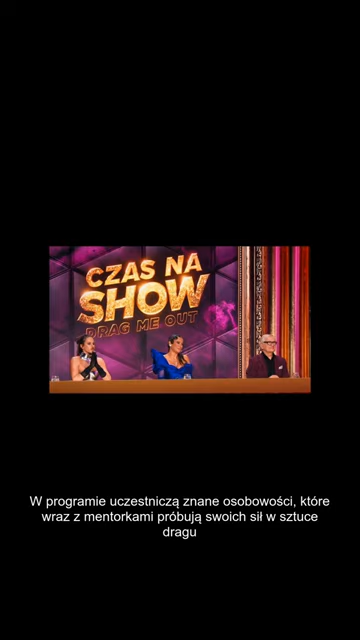 CZAS NA
SHOW
DRAG ME OUT
W programie uczestniczą znane osobowości, które
wraz z mentorkami próbują swoich sił w sztuce
dragu